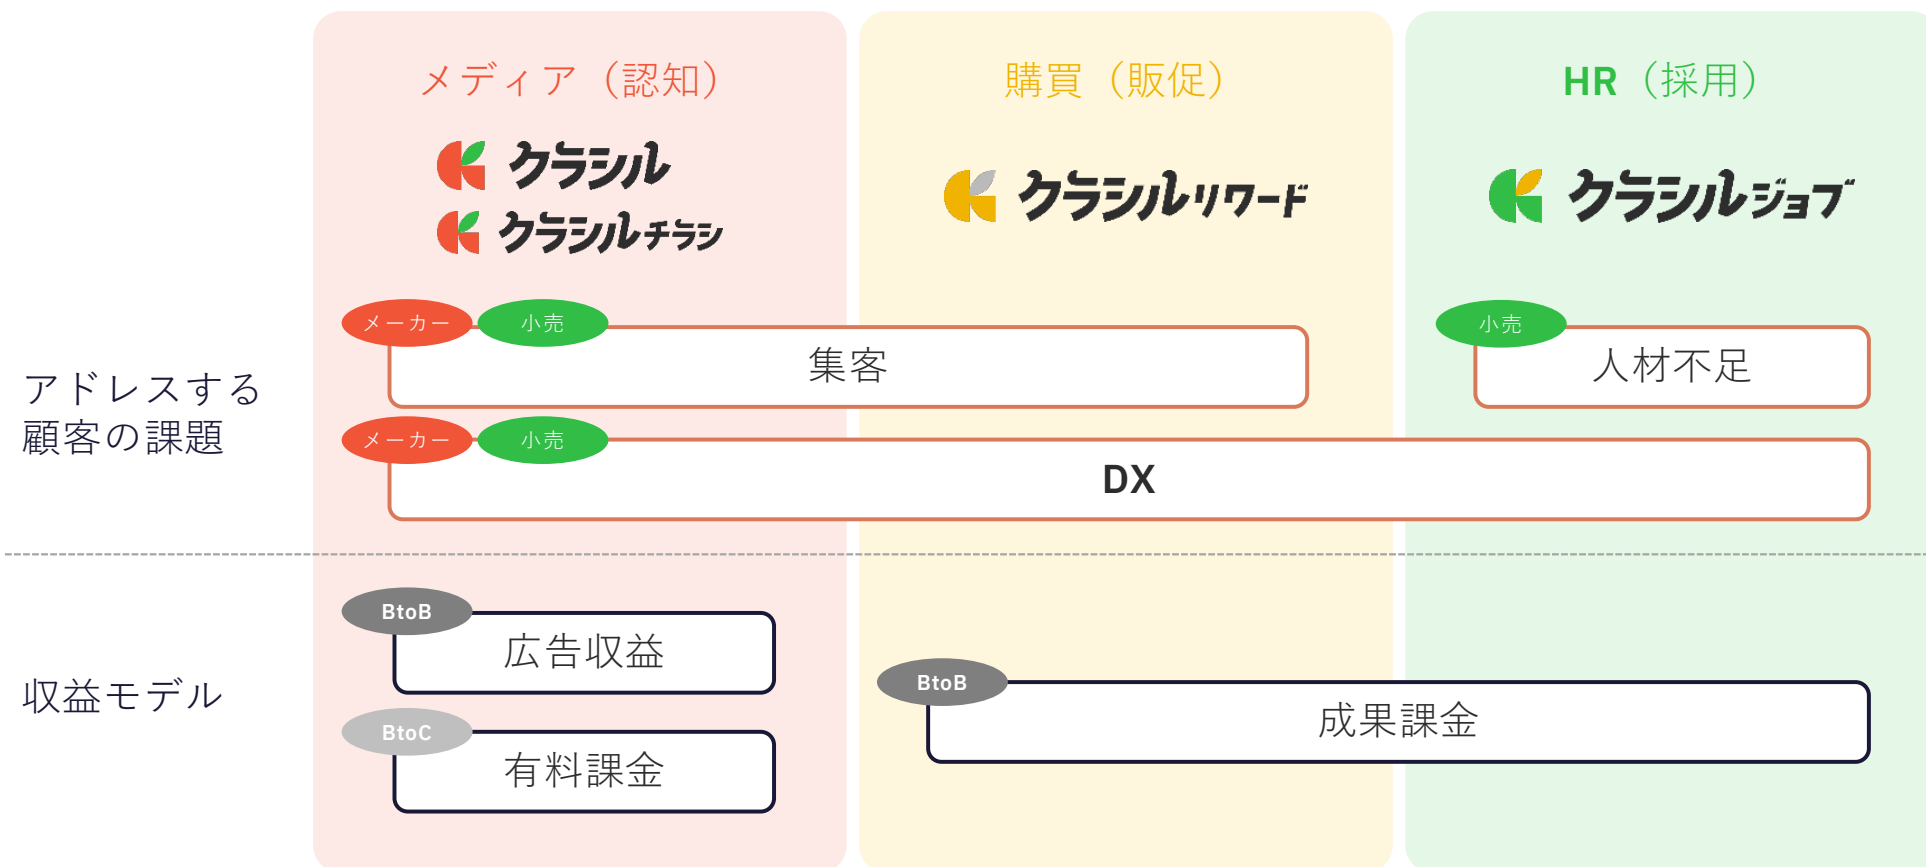 メディア（認知）
購買（販促）
HR（採用）
クラシル
クラシルチラシ
クラシルリワード
クラシルジョブ
アドレスする
顧客の課題
メーカー
小売
集客
小売
人材不足
メーカー
小売
DX
収益モデル
BtoB
広告収益
BtoC
有料課金
BtoB
成果課金